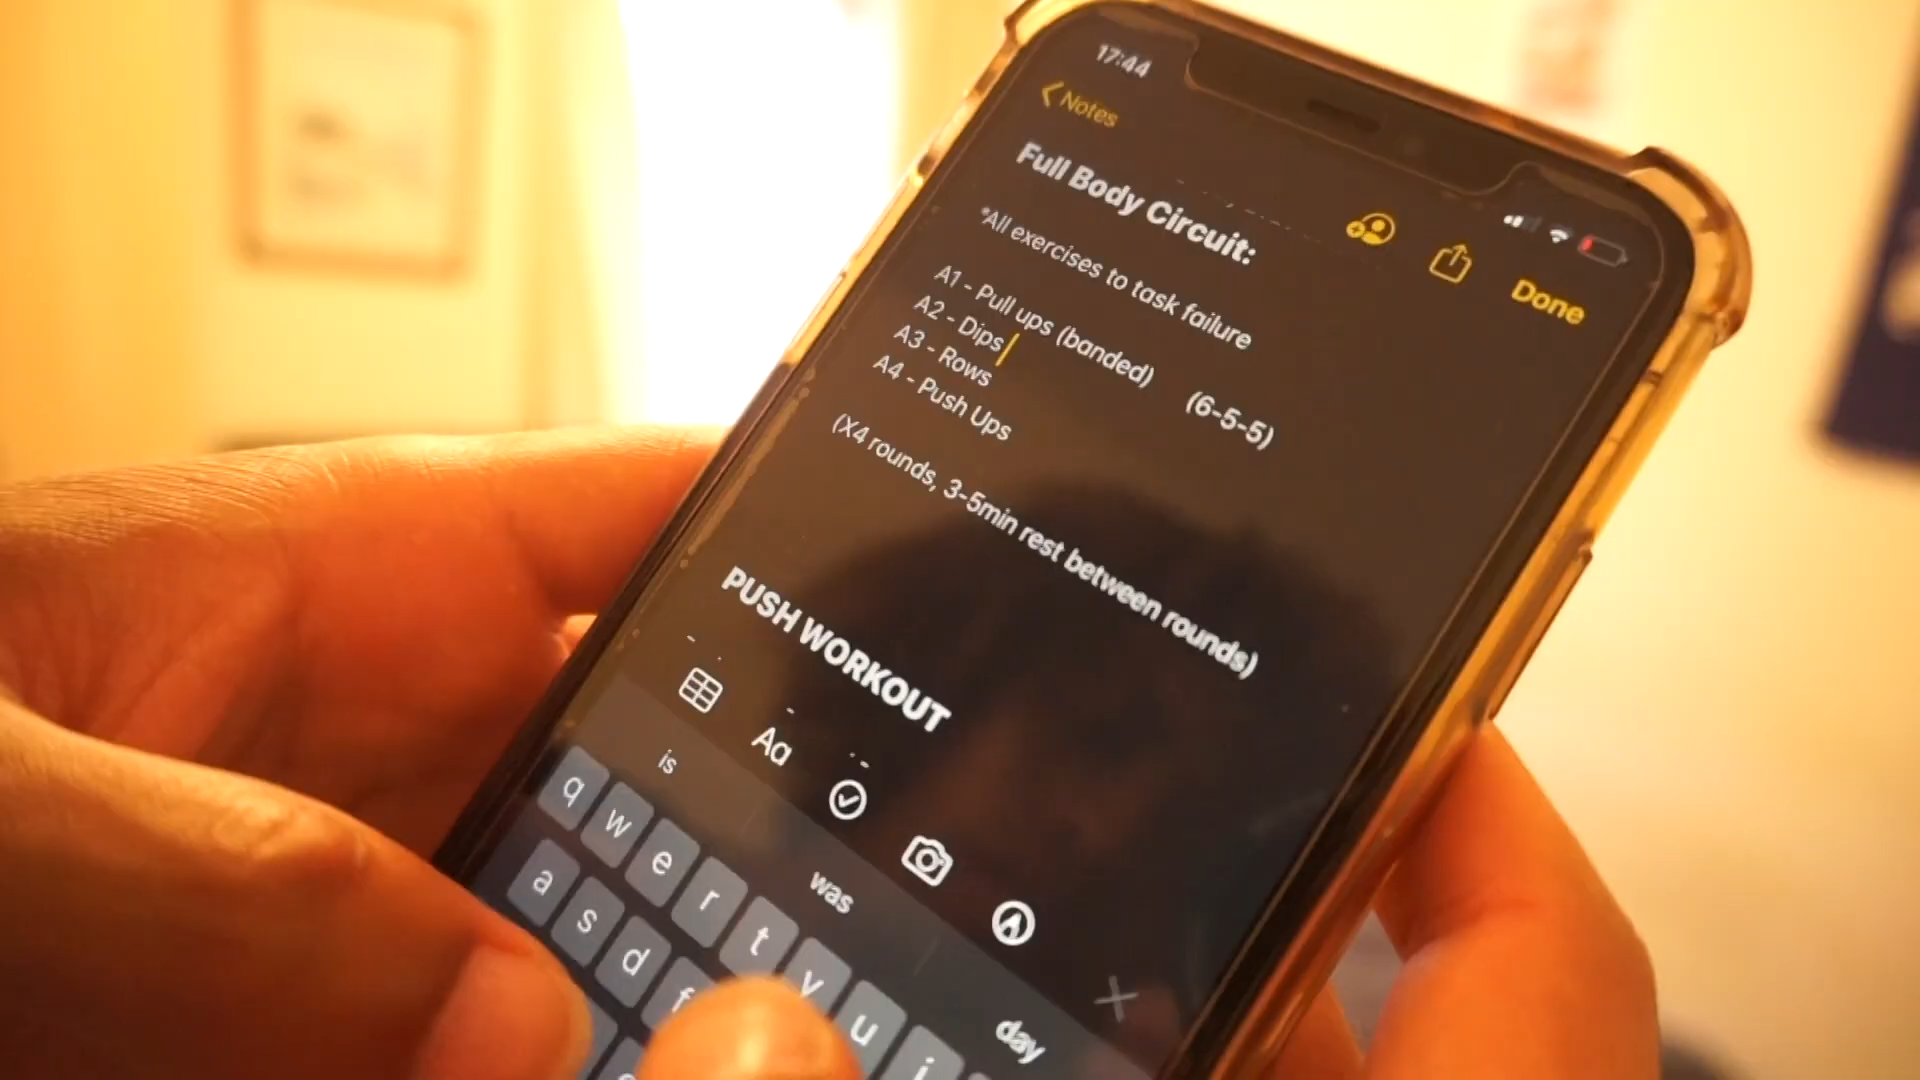 17:44
Notes
Done
Full Body Circuit:
*All exercises to task failure
A1 - Pull ups (banded) (6-5-5)
A2 - Dips
A3 - Rows
A4 - Push Ups
(X4 rounds, 3-5min rest between rounds)
PUSH WORKOUT
Aa
is was day
q w e r t y u i
a s d f